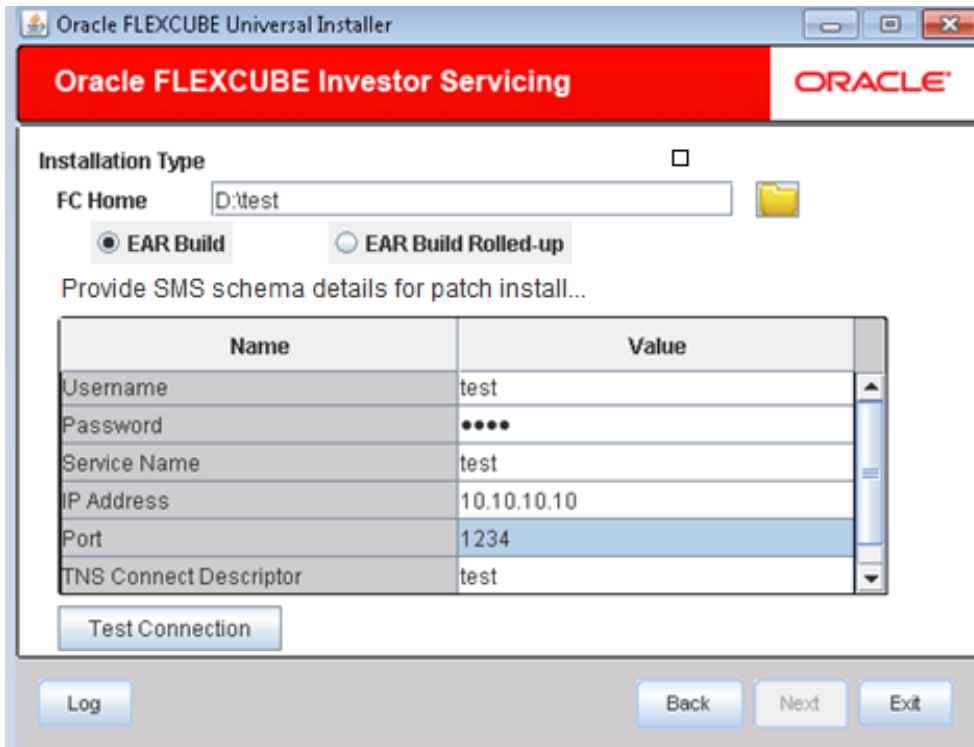 Oracle FLEXCUBE Universal Installer
Oracle FLEXCUBE Investor Servicing
ORACLE
Installation Type
FC Home D:\test
EAR Build EAR Build Rolled-up
Provide SMS schema details for patch install...
Name Value
Username test
Password ••••
Service Name test
IP Address 10.10.10.10
Port 1234
TNS Connect Descriptor test
Test Connection
Log Back Next Exit